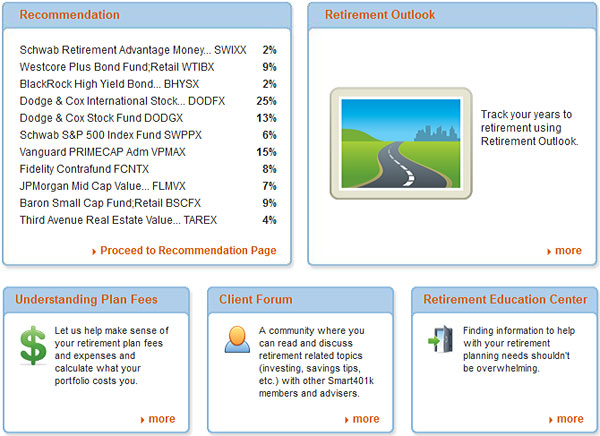 Recommendation
Schwab Retirement Advantage Money... SWIXX 2%
Westcore Plus Bond Fund;Retail WTIBX 9%
BlackRock High Yield Bond... BHYSX 2%
Dodge & Cox International Stock... DODFX 25%
Dodge & Cox Stock Fund DODGX 13%
Schwab S&P 500 Index Fund SWPPX 6%
Vanguard PRIMECAP Adm VPMAX 15%
Fidelity Contrafund FCNTX 8%
JPMorgan Mid Cap Value... FLMVX 7%
Baron Small Cap Fund;Retail BSCFX 9%
Third Avenue Real Estate Value... TAREX 4%
Proceed to Recommendation Page
Retirement Outlook
Track your years to
retirement using
Retirement Outlook.
more
Understanding Plan Fees
$
Let us help make sense of
your retirement plan fees
and expenses and
calculate what your
portfolio costs you.
more
Client Forum
A community where you
can read and discuss
retirement related topics
(investing, savings tips,
etc.) with other Smart401k
members and advisers.
more
Retirement Education Center
Finding information to help
with your retirement
planning needs shouldn't
be overwhelming.
more